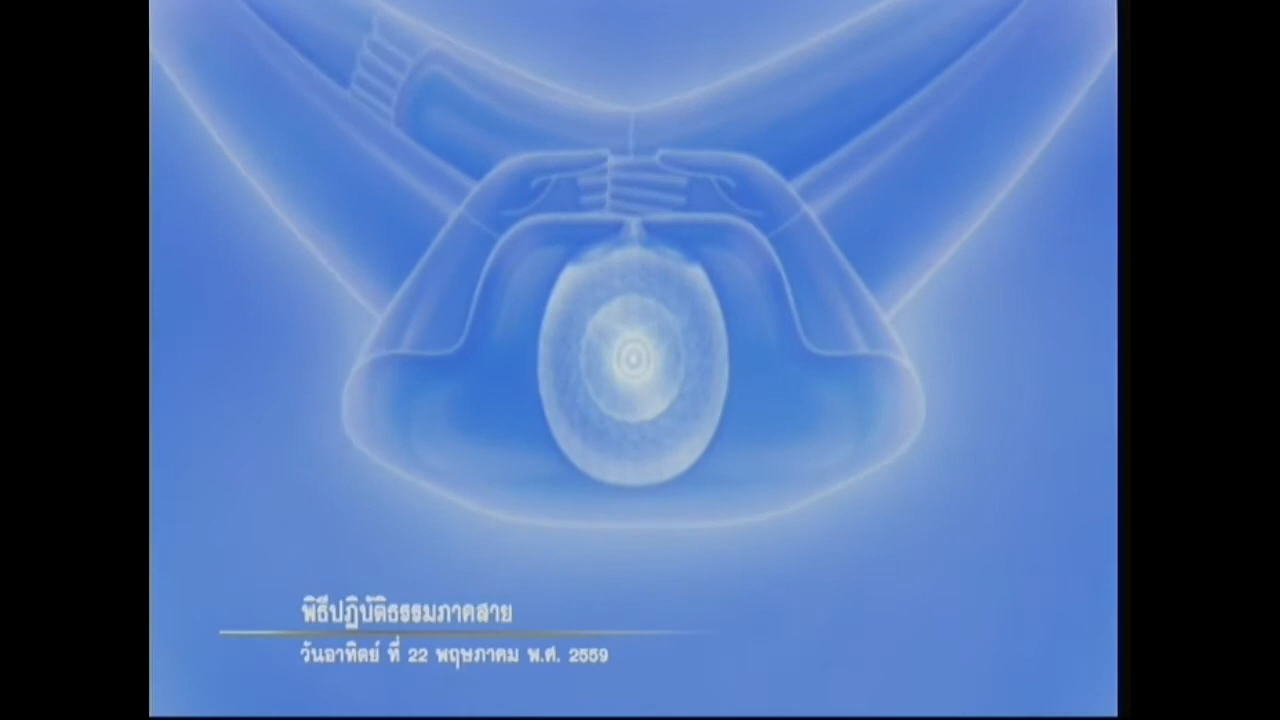 พิธีปฏิบัติธรรมภาคสาย
วันอาทิตย์ ที่ 22 พฤษภาคม พ.ศ. 2559